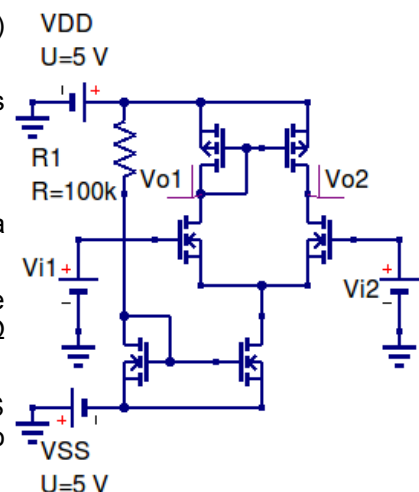 )
VDD
U=5 V
s
R1
R=100k
Vo1
Vo2
a
Vi1
Vi2
e
Ω
S
o
VSS
U=5 V